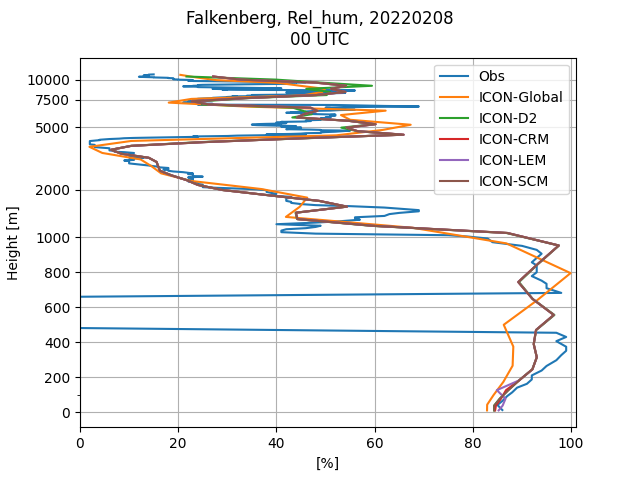 Falkenberg, Rel_hum, 20220208
00 UTC
Height [m]
10000
7500
5000
2000
1000
800
600
400
200
0
Obs
ICON-Global
ICON-D2
ICON-CRM
ICON-LEM
ICON-SCM
0 20 40 60 80 100
[%]